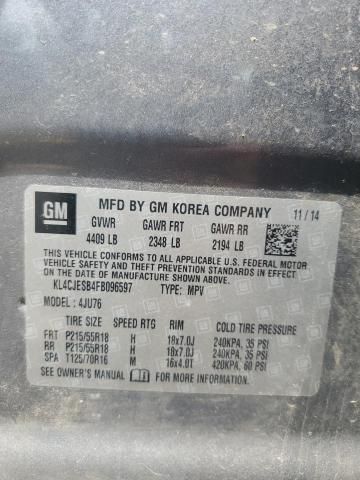 GM
MFD BY GM KOREA COMPANY 11/14
GVWR GAWR FRT GAWR RR
4409 LB 2348 LB 2194 LB
THIS VEHICLE CONFORMS TO ALL APPLICABLE U.S. FEDERAL MOTOR
VEHICLE SAFETY, BUMPER, AND THEFT PREVENTION STANDARDS
IN EFFECT ON THE DATE OF MANUFACTURE SHOWN ABOVE.
KL4CJESB4FB096597 TYPE: MPV
MODEL: 4JU76
TIRE SIZE SPEED RTG RIM COLD TIRE PRESSURE
FRT P215/55R18 H 18x7.0J 240KPA, 35 PSI
RR P215/55R18 H 18x7.0J 240KPA, 35 PSI
SPA T125/70R16 M 16x4.0T 420KPA, 60 PSI
SEE OWNER'S MANUAL FOR MORE INFORMATION.